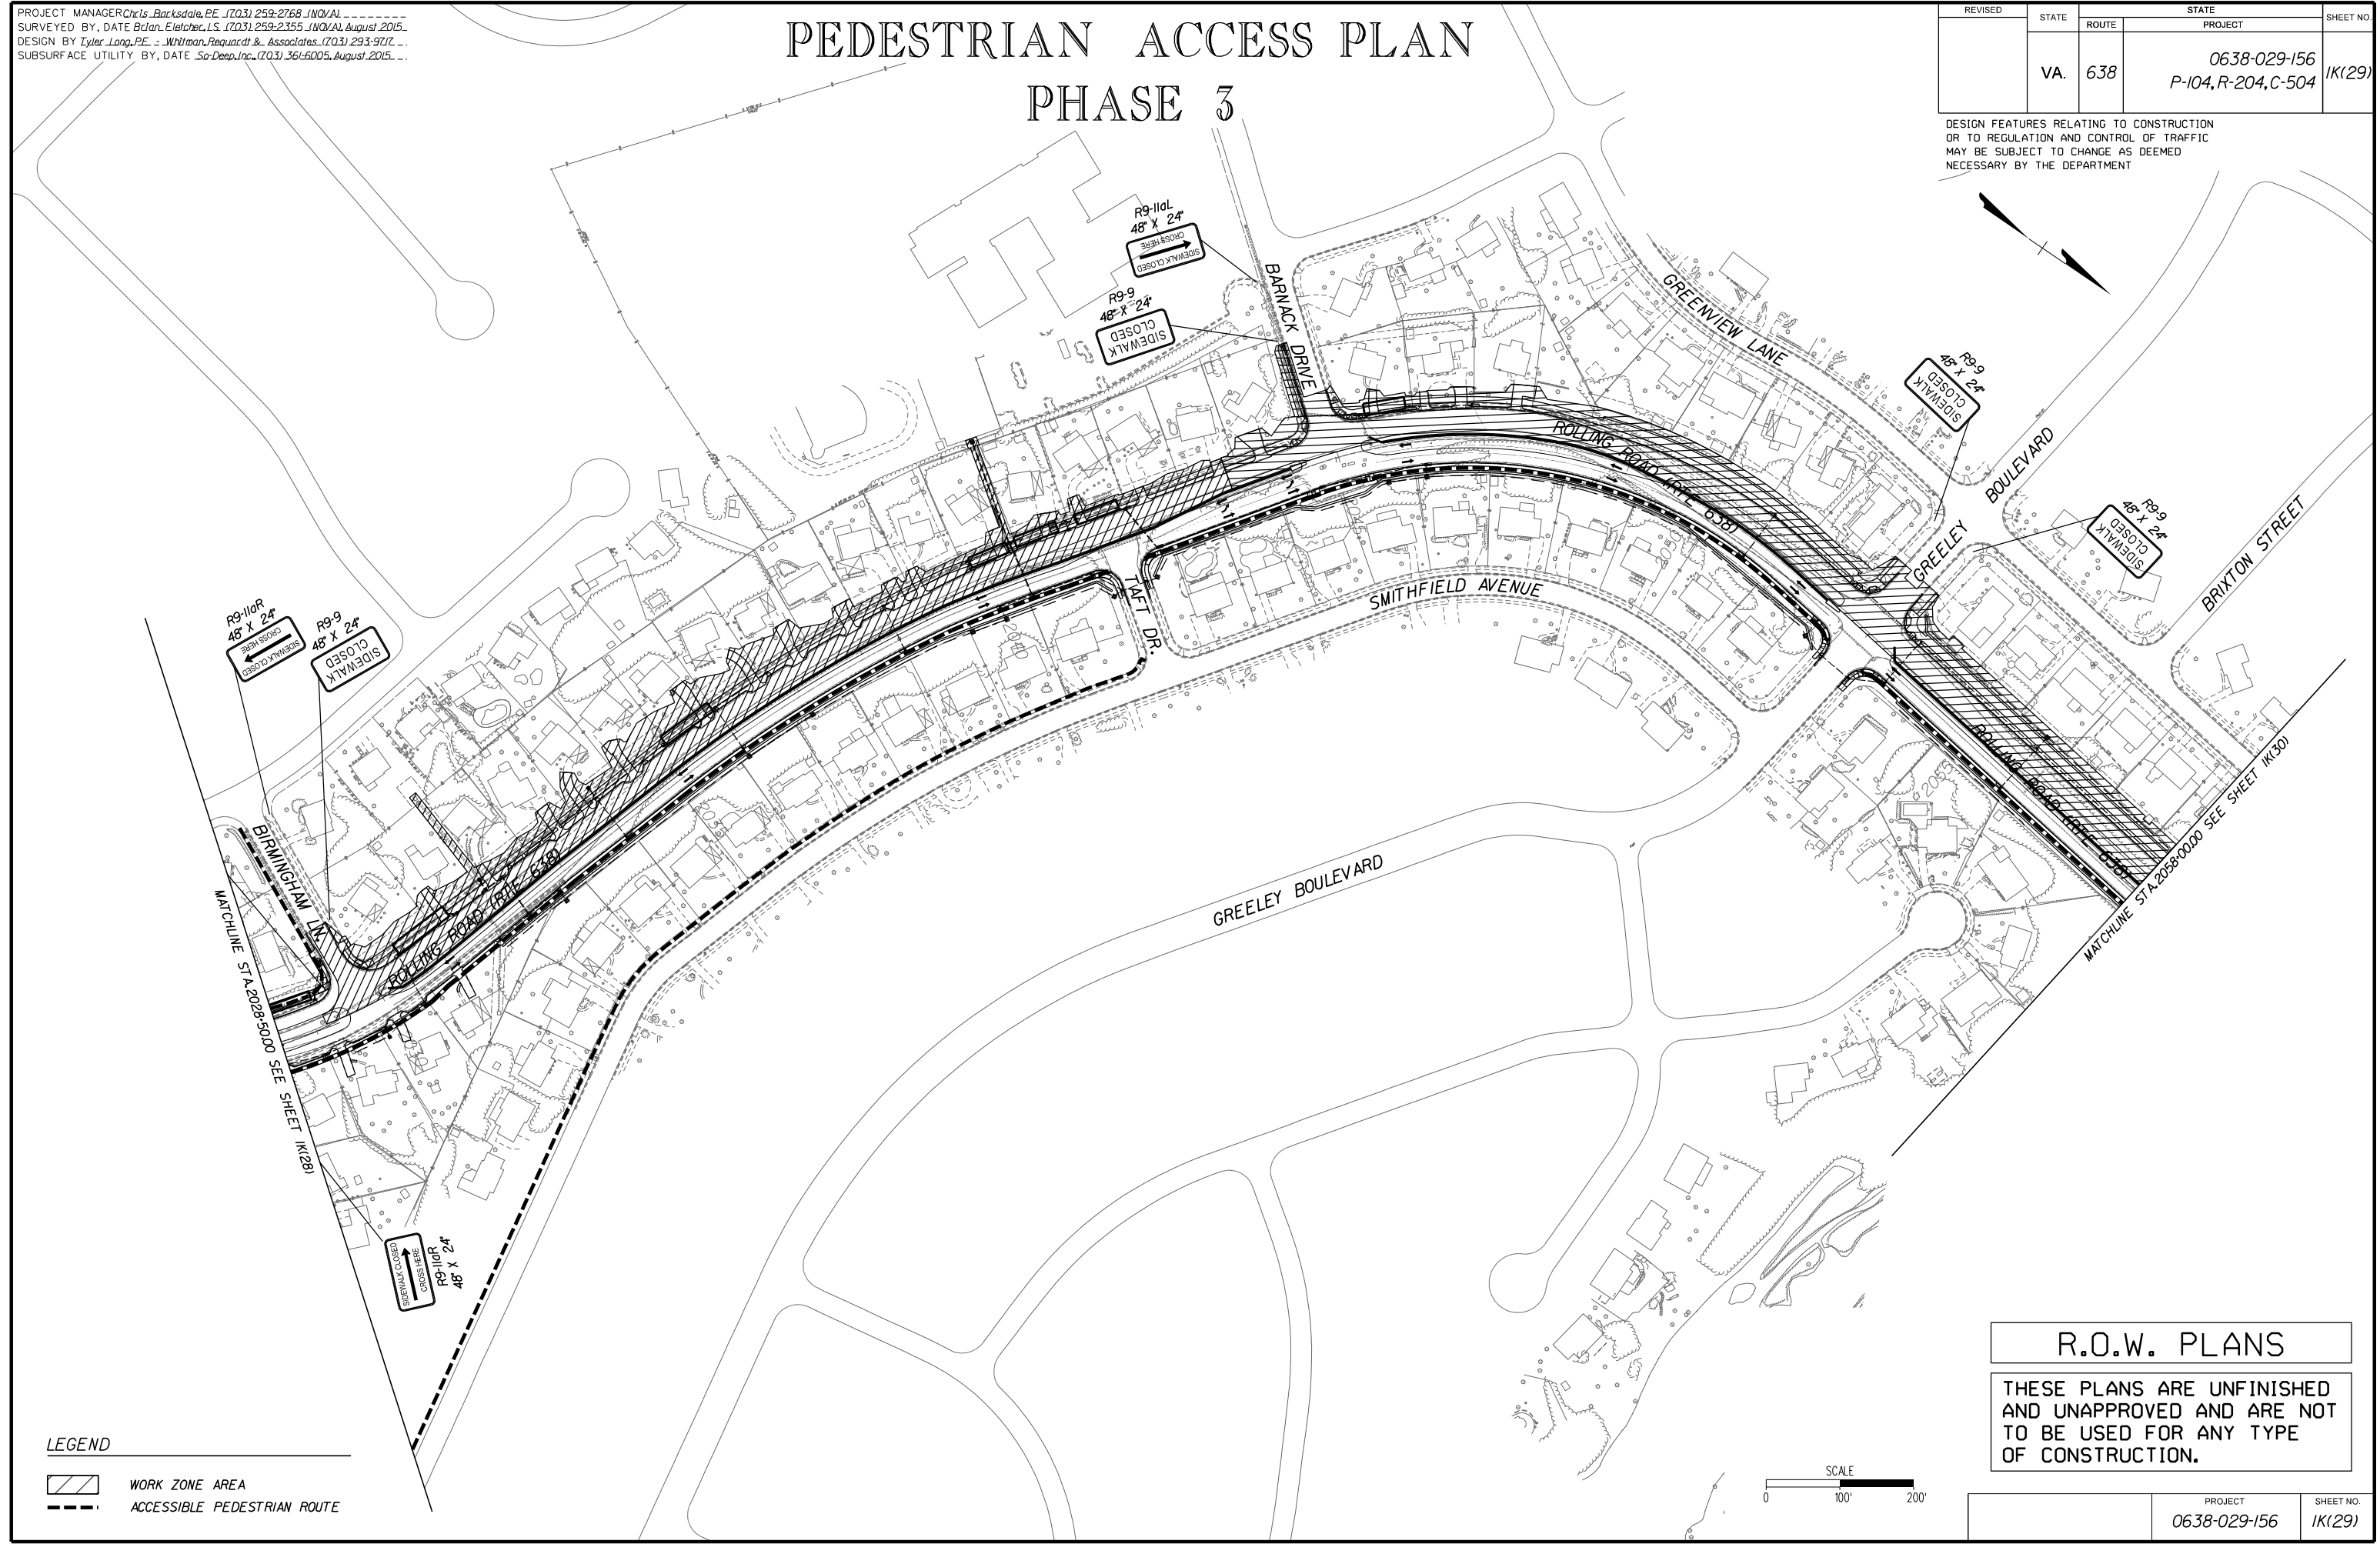 PROJECT MANAGER Chris Barksdale, P.E. (703) 259-2768 (NOVA)
SURVEYED BY, DATE Brian Fletcher, L.S. (703) 259-2355 (NOVA), August 2015
DESIGN BY Tyler Long, P.E. - Whitman, Requardt & Associates (703) 293-9717
SUBSURFACE UTILITY BY, DATE So-Deep, Inc. (703) 361-6005, August 2015
PEDESTRIAN ACCESS PLAN
PHASE 3
REVISED
STATE
STATE
ROUTE
PROJECT
SHEET NO.
VA.
638
0638-029-156
P-104, R-204, C-504
1K(29)
DESIGN FEATURES RELATING TO CONSTRUCTION
OR TO REGULATION AND CONTROL OF TRAFFIC
MAY BE SUBJECT TO CHANGE AS DEEMED
NECESSARY BY THE DEPARTMENT
R9-11aL
48" X 24"
SIDEWALK CLOSED
CROSS HERE
R9-9
48" X 24"
SIDEWALK
CLOSED
BARNACK DRIVE
GREENVIEW LANE
R9-9
48" X 24"
SIDEWALK
CLOSED
GREELEY BOULEVARD
R9-9
48" X 24"
SIDEWALK
CLOSED
BRIXTON STREET
ROLLING ROAD (RTE 638)
R9-11aR
48" X 24"
SIDEWALK CLOSED
CROSS HERE
R9-9
48" X 24"
SIDEWALK
CLOSED
TAFT DR.
SMITHFIELD AVENUE
ROLLING ROAD (RTE 638)
MATCHLINE STA. 2058+00.00 SEE SHEET 1K(30)
BIRMINGHAM LN.
ROLLING ROAD (RTE 638)
GREELEY BOULEVARD
MATCHLINE STA. 2028+50.00 SEE SHEET 1K(28)
SIDEWALK CLOSED
CROSS HERE
R9-11aR
48" X 24"
LEGEND
WORK ZONE AREA
ACCESSIBLE PEDESTRIAN ROUTE
SCALE
0 100' 200'
R.O.W. PLANS
THESE PLANS ARE UNFINISHED
AND UNAPPROVED AND ARE NOT
TO BE USED FOR ANY TYPE
OF CONSTRUCTION.
PROJECT
0638-029-156
SHEET NO.
1K(29)